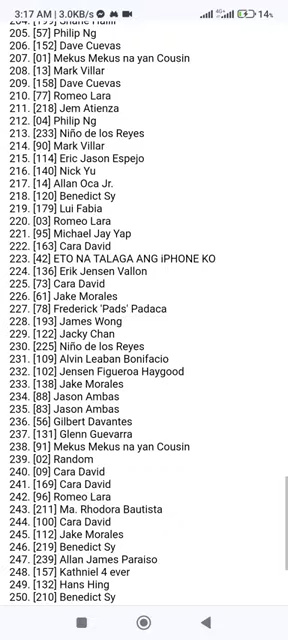 3:17 AM | 3.0KB/s
4G+
14%
205. [57] Philip Ng
206. [152] Dave Cuevas
207. [01] Mekus Mekus na yan Cousin
208. [13] Mark Villar
209. [158] Dave Cuevas
210. [77] Romeo Lara
211. [218] Jem Atienza
212. [04] Philip Ng
213. [233] Niño de los Reyes
214. [90] Mark Villar
215. [114] Eric Jason Espejo
216. [140] Nick Yu
217. [14] Allan Oca Jr.
218. [120] Benedict Sy
219. [179] Lui Fabia
220. [03] Romeo Lara
221. [95] Michael Jay Yap
222. [163] Cara David
223. [42] ETO NA TALAGA ANG iPHONE KO
224. [136] Erik Jensen Vallon
225. [73] Cara David
226. [61] Jake Morales
227. [78] Frederick 'Pads' Padaca
228. [193] James Wong
229. [122] Jacky Chan
230. [225] Niño de los Reyes
231. [109] Alvin Leaban Bonifacio
232. [102] Jensen Figueroa Haygood
233. [138] Jake Morales
234. [88] Jason Ambas
235. [83] Jason Ambas
236. [56] Gilbert Davantes
237. [131] Glenn Guevarra
238. [91] Mekus Mekus na yan Cousin
239. [02] Random
240. [09] Cara David
241. [169] Cara David
242. [96] Romeo Lara
243. [211] Ma. Rhodora Bautista
244. [100] Cara David
245. [112] Jake Morales
246. [219] Benedict Sy
247. [239] Allan James Paraiso
248. [157] Kathniel 4 ever
249. [132] Hans Hing
250. [210] Benedict Sy